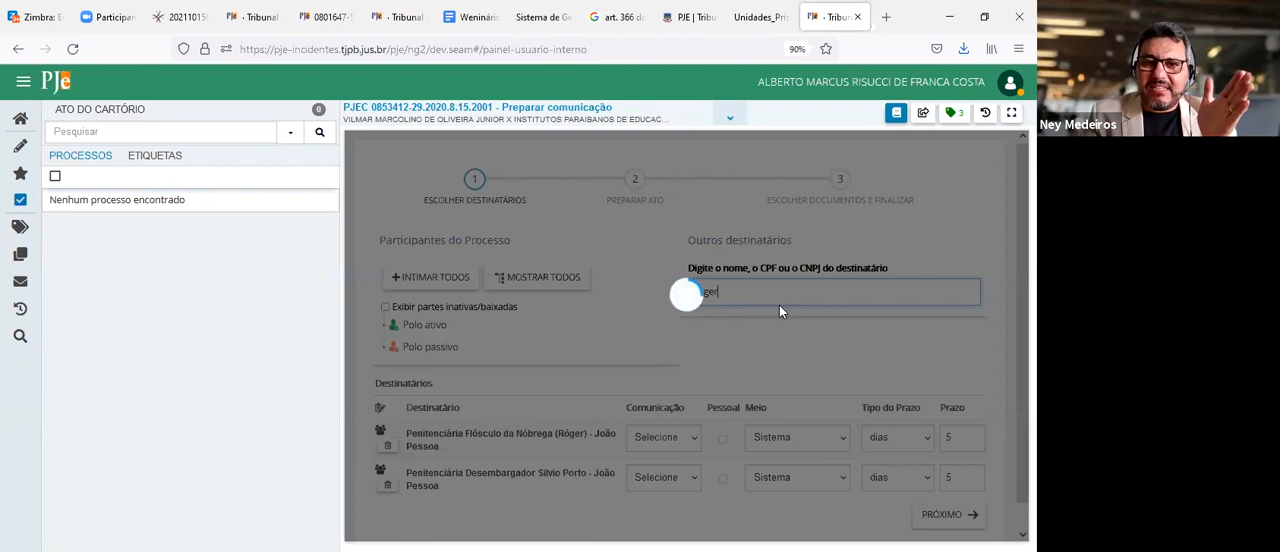 Zimbra: E
Participan
2021101501
· Tribunal
0801647-5
· Tribunal
Weninário
Sistema de Ge
art. 366 da
PJE | Tribu
Unidades_Pris
· Tribun
https://pje-incidentes.tjpb.jus.br/pje/ng2/dev.seam#/painel-usuario-interno
90%
PJe
ALBERTO MARCUS RISUCCI DE FRANCA COSTA
ATO DO CARTÓRIO
0
PJEC 0853412-29.2020.8.15.2001 - Preparar comunicação
VILMAR MARCOLINO DE OLIVEIRA JUNIOR X INSTITUTOS PARAIBANOS DE EDUCAC...
3
Ney Medeiros
Pesquisar
PROCESSOS
ETIQUETAS
Nenhum processo encontrado
1
2
3
ESCOLHER DESTINATÁRIOS
PREPARAR ATO
ESCOLHER DOCUMENTOS E FINALIZAR
Participantes do Processo
Outros destinatários
INTIMAR TODOS
MOSTRAR TODOS
Digite o nome, o CPF ou o CNPJ do destinatário
ger
Exibir partes inativas/baixadas
Polo ativo
Polo passivo
Destinatários
Destinatário
Comunicação
Pessoal
Meio
Tipo do Prazo
Prazo
Penitenciária Flósculo da Nóbrega (Róger) - João
Pessoa
Selecione
Sistema
dias
5
Penitenciária Desembargador Silvio Porto - João
Pessoa
Selecione
Sistema
dias
5
PRÓXIMO